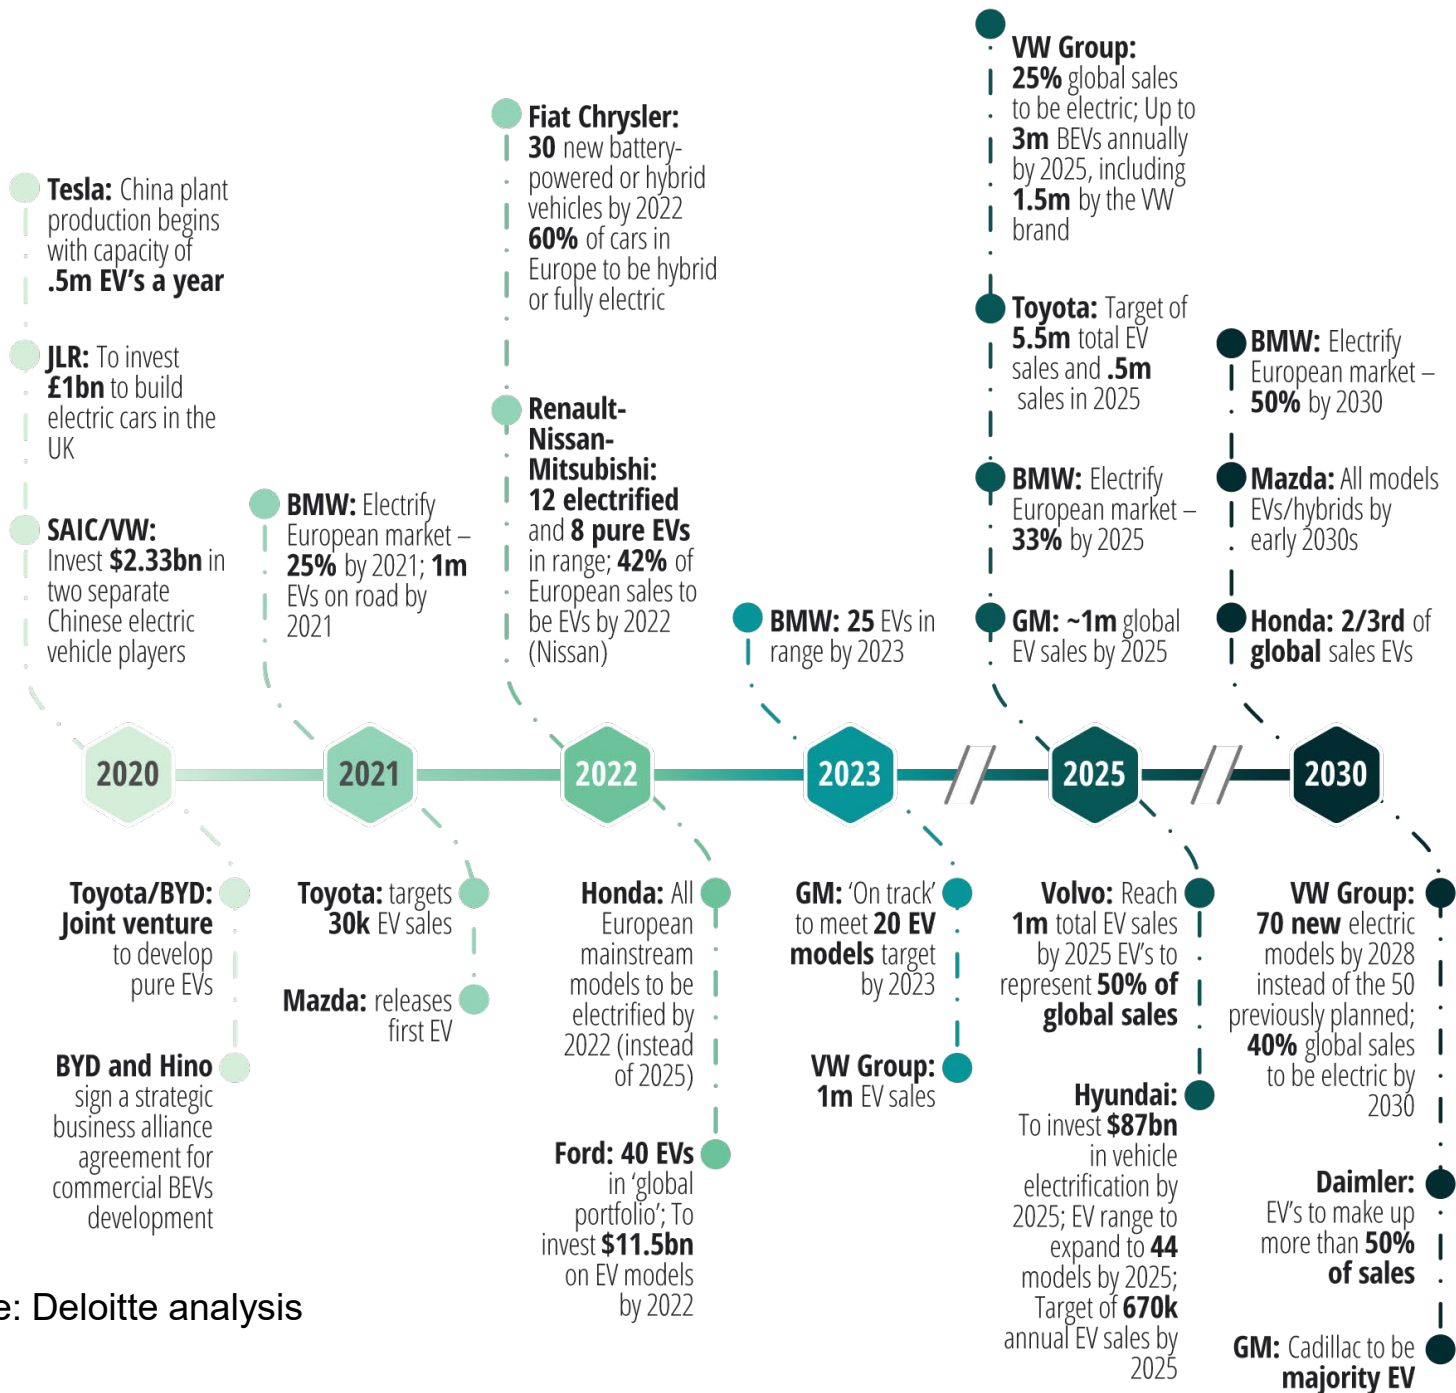 Tesla: China plant
production begins
with capacity of
.5m EV's a year
JLR: To invest
£1bn to build
electric cars in the
UK
SAIC/VW:
Invest $2.33bn in
two separate
Chinese electric
vehicle players
BMW: Electrify
European market –
25% by 2021; 1m
EVs on road by
2021
Fiat Chrysler:
30 new battery-
powered or hybrid
vehicles by 2022
60% of cars in
Europe to be hybrid
or fully electric
Renault-
Nissan-
Mitsubishi:
12 electrified
and 8 pure EVs
in range; 42% of
European sales to
be EVs by 2022
(Nissan)
BMW: 25 EVs in
range by 2023
VW Group:
25% global sales
to be electric; Up to
3m BEVs annually
by 2025, including
1.5m by the VW
brand
Toyota: Target of
5.5m total EV
sales and .5m
sales in 2025
BMW: Electrify
European market –
33% by 2025
GM: ~1m global
EV sales by 2025
BMW: Electrify
European market –
50% by 2030
Mazda: All models
EVs/hybrids by
early 2030s
Honda: 2/3rd of
global sales EVs
2020
2021
2022
2023
2025
2030
Toyota/BYD:
Joint venture
to develop
pure EVs
BYD and Hino
sign a strategic
business alliance
agreement for
commercial BEVs
development
Toyota: targets
30k EV sales
Mazda: releases
first EV
Honda: All
European
mainstream
models to be
electrified by
2022 (instead
of 2025)
Ford: 40 EVs
in ‘global
portfolio’; To
invest $11.5bn
on EV models
by 2022
GM: ‘On track’
to meet 20 EV
models target
by 2023
VW Group:
1m EV sales
Volvo: Reach
1m total EV sales
by 2025 EV's to
represent 50% of
global sales
Hyundai:
To invest $87bn
in vehicle
electrification by
2025; EV range to
expand to 44
models by 2025;
Target of 670k
annual EV sales by
2025
VW Group:
70 new electric
models by 2028
instead of the 50
previously planned;
40% global sales
to be electric by
2030
Daimler:
EV's to make up
more than 50%
of sales
GM: Cadillac to be
majority EV
e: Deloitte analysis